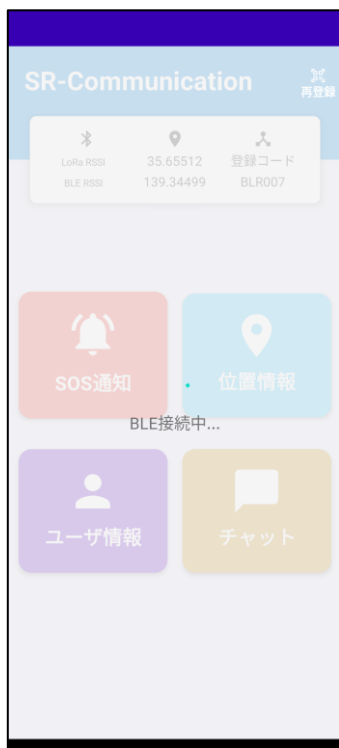 SR-Communication
再登録
LoRa RSSI 35.65512 登録コード
BLE RSSI 139.34499 BLR007
SOS通知 位置情報
BLE接続中...
ユーザ情報 チャット